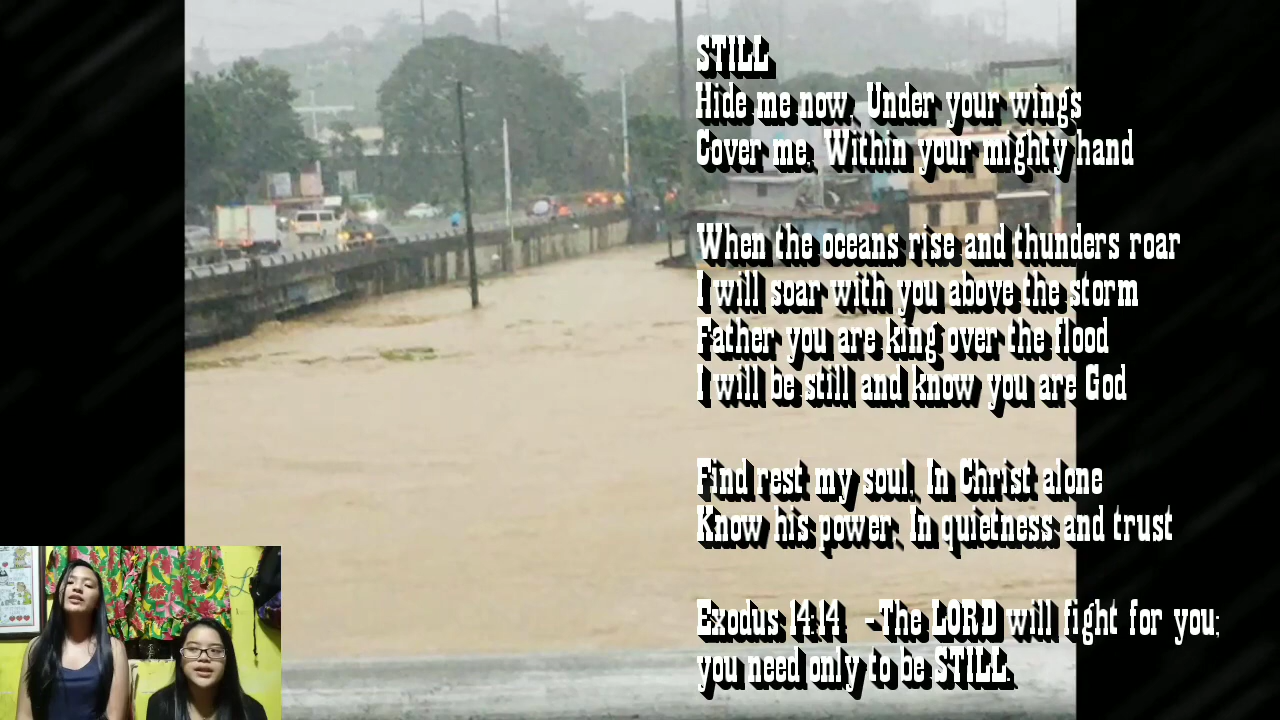 STILL
Hide me now, Under your wings
Cover me, Within your mighty hand
When the oceans rise and thunders roar
I will soar with you above the storm
Father you are king over the flood
I will be still and know you are God
Find rest my soul, In Christ alone
Know his power, In quietness and trust
Exodus 14:14 - The LORD will fight for you;
you need only to be STILL.